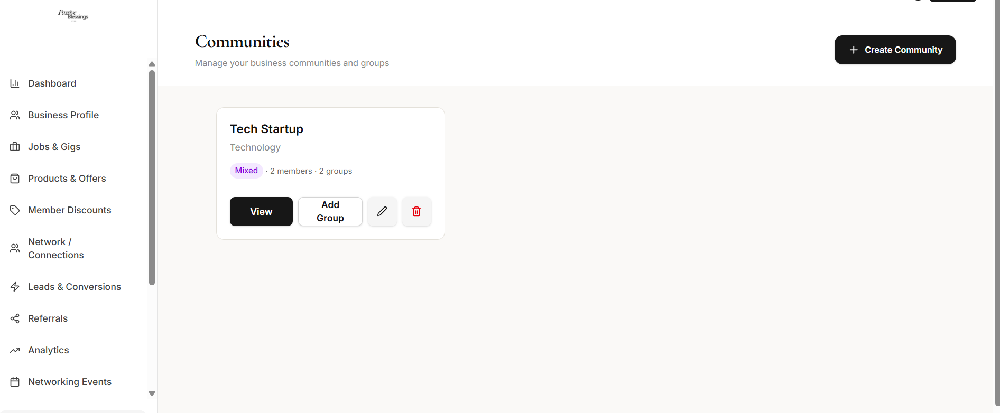 Passive
Blessings
Dashboard
Business Profile
Jobs & Gigs
Products & Offers
Member Discounts
Network /
Connections
Leads & Conversions
Referrals
Analytics
Networking Events
Communities
Manage your business communities and groups
Create Community
Tech Startup
Technology
Mixed · 2 members · 2 groups
View
Add
Group